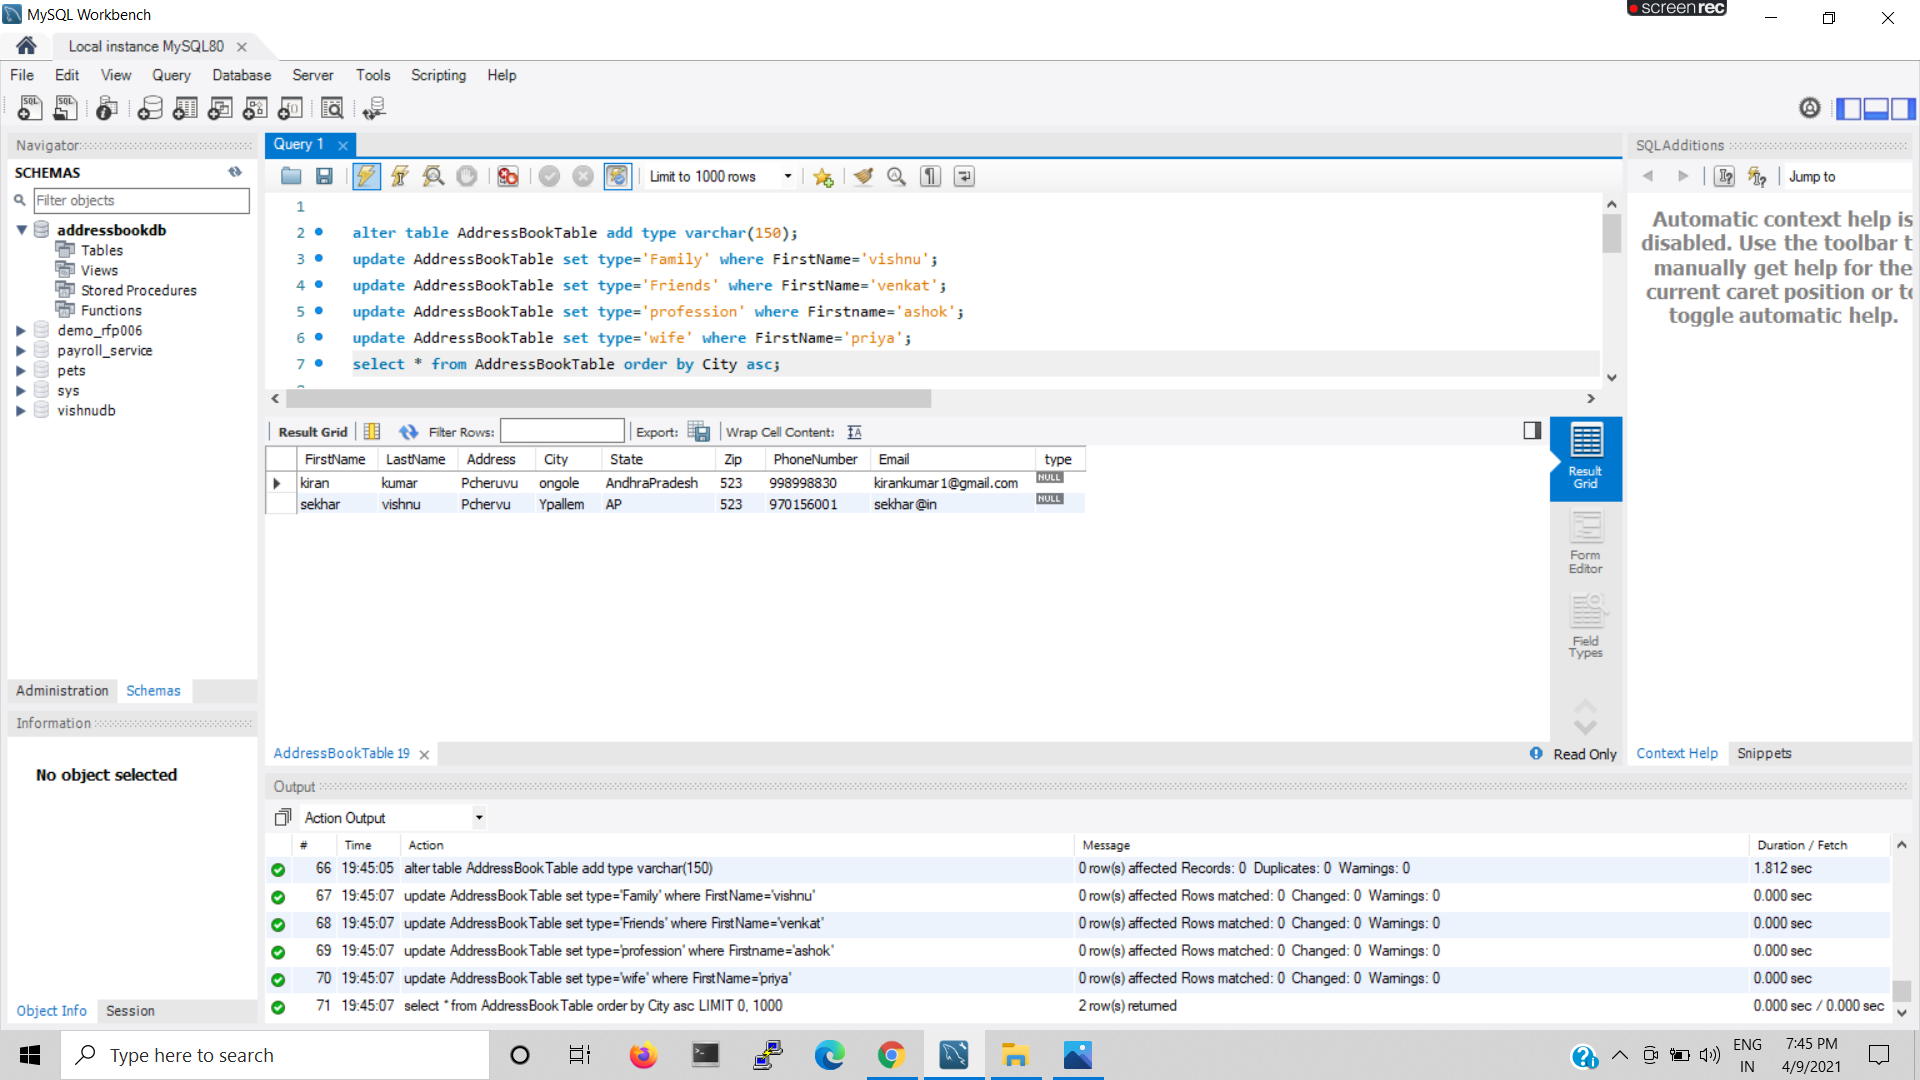 MySQL Workbench
screenrec
Local instance MySQL80
File Edit View Query Database Server Tools Scripting Help
Navigator
SCHEMAS
Filter objects
addressbookdb
Tables
Views
Stored Procedures
Functions
demo_rfp006
payroll_service
pets
sys
vishnudb
Administration Schemas
Information
No object selected
Object Info Session
Query 1
Limit to 1000 rows
1
2 alter table AddressBookTable add type varchar(150);
3 update AddressBookTable set type='Family' where FirstName='vishnu';
4 update AddressBookTable set type='Friends' where FirstName='venkat';
5 update AddressBookTable set type='profession' where Firstname='ashok';
6 update AddressBookTable set type='wife' where FirstName='priya';
7 select * from AddressBookTable order by City asc;
Result Grid Filter Rows: Export: Wrap Cell Content:
FirstName LastName Address City State Zip PhoneNumber Email type
kiran kumar Pcheruvu ongole AndhraPradesh 523 998998830 kirankumar1@gmail.com NULL
sekhar vishnu Pchervu Ypallem AP 523 970156001 sekhar@in NULL
Result
Grid
Form
Editor
Field
Types
AddressBookTable 19
Read Only
SQLAdditions
Jump to
Automatic context help is
disabled. Use the toolbar t
manually get help for the
current caret position or to
toggle automatic help.
Context Help Snippets
Output
Action Output
# Time Action Message Duration / Fetch
66 19:45:05 alter table AddressBookTable add type varchar(150) 0 row(s) affected Records: 0 Duplicates: 0 Warnings: 0 1.812 sec
67 19:45:07 update AddressBookTable set type='Family' where FirstName='vishnu' 0 row(s) affected Rows matched: 0 Changed: 0 Warnings: 0 0.000 sec
68 19:45:07 update AddressBookTable set type='Friends' where FirstName='venkat' 0 row(s) affected Rows matched: 0 Changed: 0 Warnings: 0 0.000 sec
69 19:45:07 update AddressBookTable set type='profession' where Firstname='ashok' 0 row(s) affected Rows matched: 0 Changed: 0 Warnings: 0 0.000 sec
70 19:45:07 update AddressBookTable set type='wife' where FirstName='priya' 0 row(s) affected Rows matched: 0 Changed: 0 Warnings: 0 0.000 sec
71 19:45:07 select * from AddressBookTable order by City asc LIMIT 0, 1000 2 row(s) returned 0.000 sec / 0.000 sec
Type here to search
ENG
IN
7:45 PM
4/9/2021